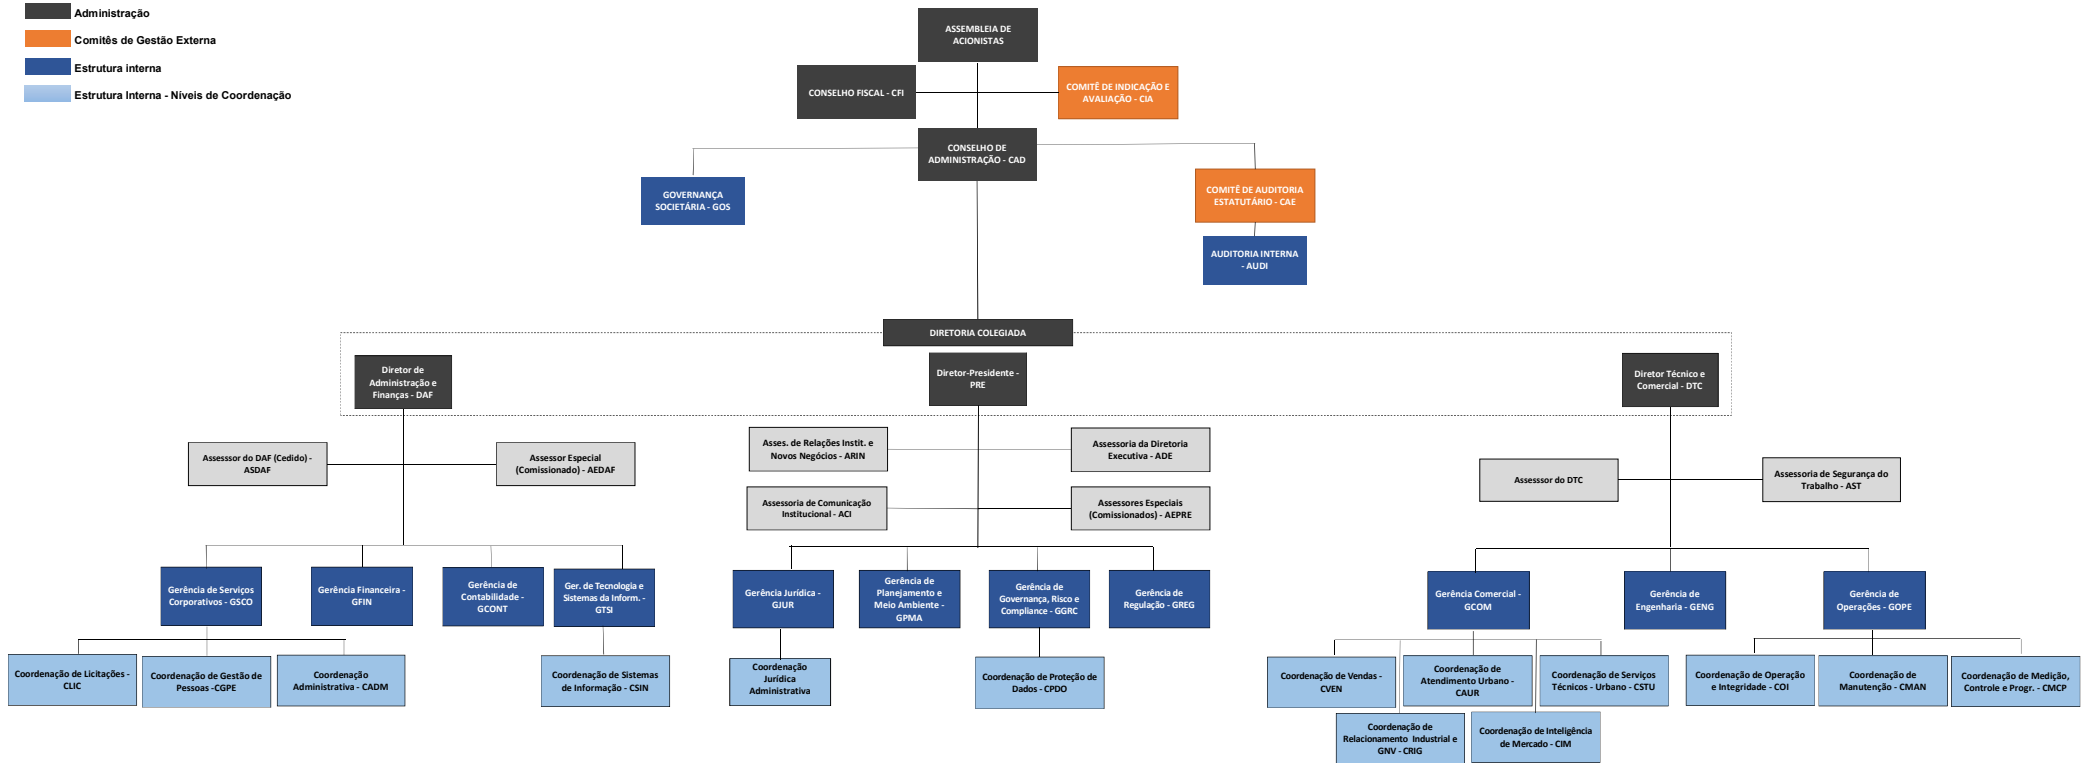 Administração
Comitês de Gestão Externa
Estrutura interna
Estrutura Interna - Níveis de Coordenação
ASSEMBLEIA DE
ACIONISTAS
CONSELHO FISCAL - CFI
COMITÊ DE INDICAÇÃO E
AVALIAÇÃO - CIA
CONSELHO DE
ADMINISTRAÇÃO - CAD
GOVERNANÇA
SOCIETÁRIA - GOS
COMITÊ DE AUDITORIA
ESTATUTÁRIO - CAE
AUDITORIA INTERNA
- AUDI
DIRETORIA COLEGIADA
Diretor de
Administração e
Finanças - DAF
Diretor-Presidente -
PRE
Diretor Técnico e
Comercial - DTC
Assesssor do DAF (Cedido) -
ASDAF
Assessor Especial
(Comissionado) - AEDAF
Asses. de Relações Instit. e
Novos Negócios - ARIN
Assessoria da Diretoria
Executiva - ADE
Assessoria de Comunicação
Institucional - ACI
Assessores Especiais
(Comissionados) - AEPRE
Assesssor do DTC
Assessoria de Segurança do
Trabalho - AST
Gerência de Serviços
Corporativos - GSCO
Gerência Financeira -
GFIN
Gerência de
Contabilidade -
GCONT
Ger. de Tecnologia e
Sistemas da Inform. -
GTSI
Gerência Jurídica -
GJUR
Gerência de
Planejamento e
Meio Ambiente -
GPMA
Gerência de
Governança, Risco e
Compliance - GGRC
Gerência de
Regulação - GREG
Gerência Comercial -
GCOM
Gerência de
Engenharia - GENG
Gerência de
Operações - GOPE
Coordenação de Licitações -
CLIC
Coordenação de Gestão de
Pessoas -CGPE
Coordenação
Administrativa - CADM
Coordenação de Sistemas
de Informação - CSIN
Coordenação
Jurídica
Administrativa
Coordenação de Proteção de
Dados - CPDO
Coordenação de Vendas -
CVEN
Coordenação de
Atendimento Urbano -
CAUR
Coordenação de Serviços
Técnicos - Urbano - CSTU
Coordenação de Operação
e Integridade - COI
Coordenação de
Manutenção - CMAN
Coordenação de Medição,
Controle e Progr. - CMCP
Coordenação de
Relacionamento Industrial e
GNV - CRIG
Coordenação de Inteligência
de Mercado - CIM